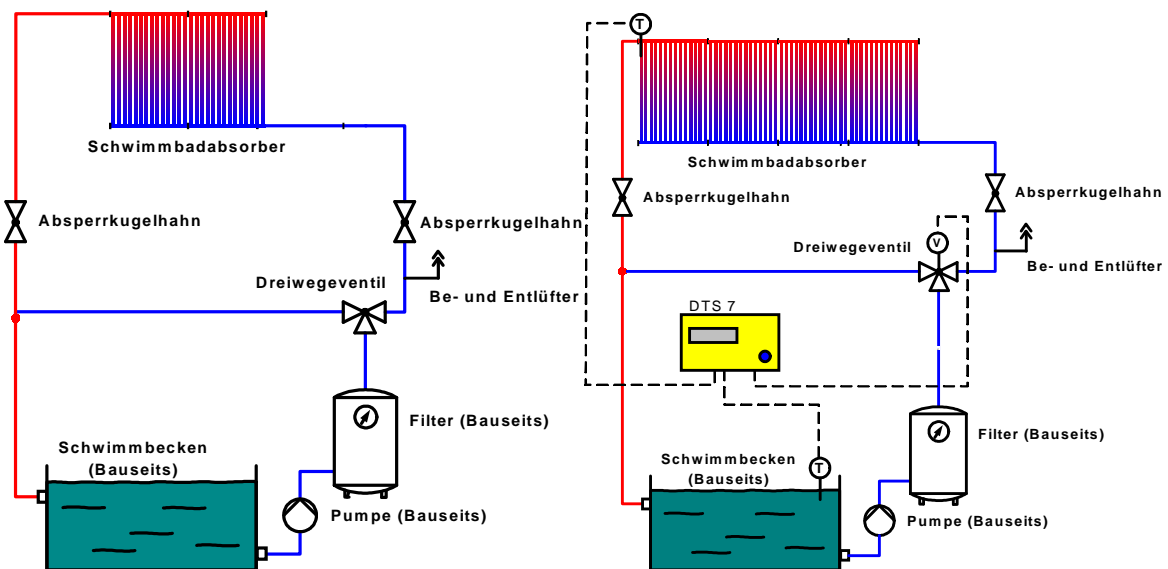 Schwimmbadabsorber
Absperrkugelhahn
Absperrkugelhahn
Dreiwegeventil
Be- und Entlüfter
Filter (Bauseits)
Schwimmbecken
(Bauseits)
Pumpe (Bauseits)
T
Schwimmbadabsorber
Absperrkugelhahn
Absperrkugelhahn
Dreiwegeventil
V
Be- und Entlüfter
DTS 7
Filter (Bauseits)
Schwimmbecken
(Bauseits)
T
Pumpe (Bauseits)